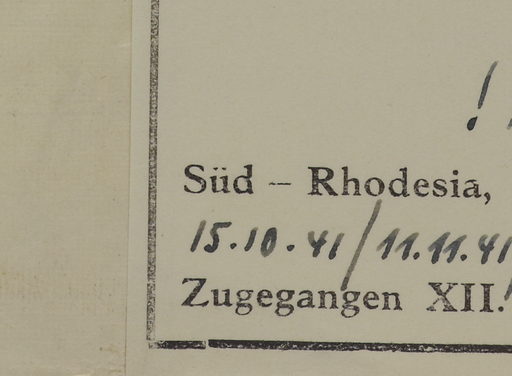 !
Süd – Rhodesia,
15.10.41/11.11.41
Zugegangen XII.